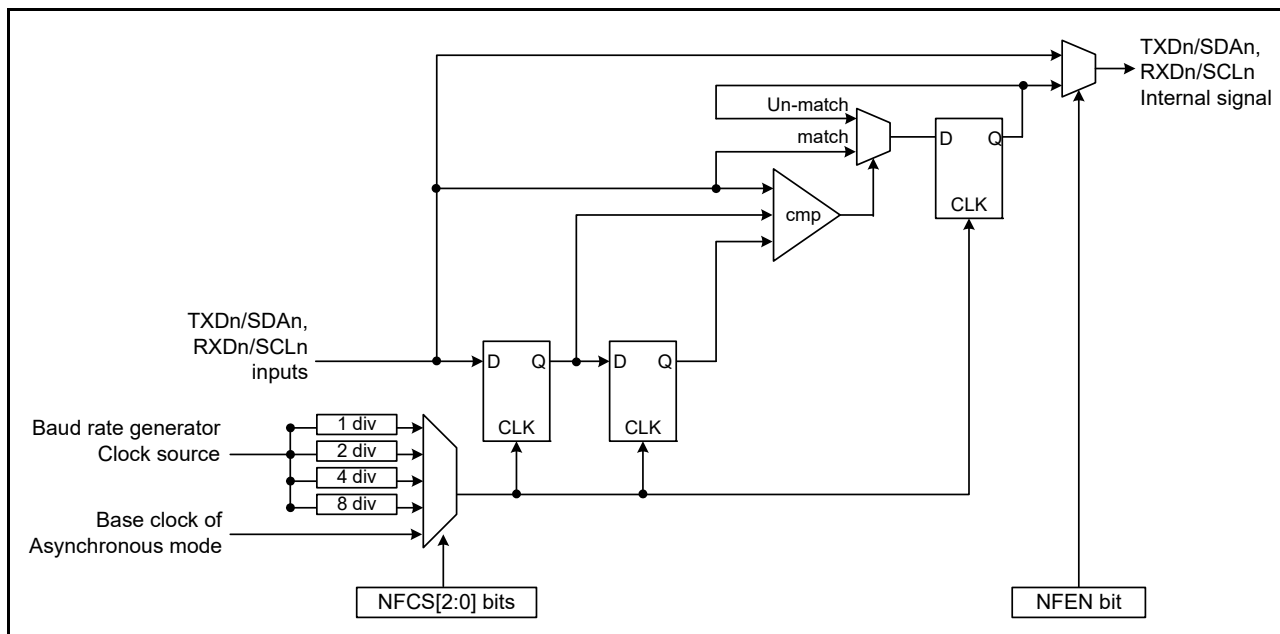 TXDn/SDAn,
RXDn/SCLn
Internal signal
Un-match
match
D
Q
CLK
cmp
TXDn/SDAn,
RXDn/SCLn
inputs
D
Q
CLK
D
Q
CLK
Baud rate generator
Clock source
1 div
2 div
4 div
8 div
Base clock of
Asynchronous mode
NFCS[2:0] bits
NFEN bit